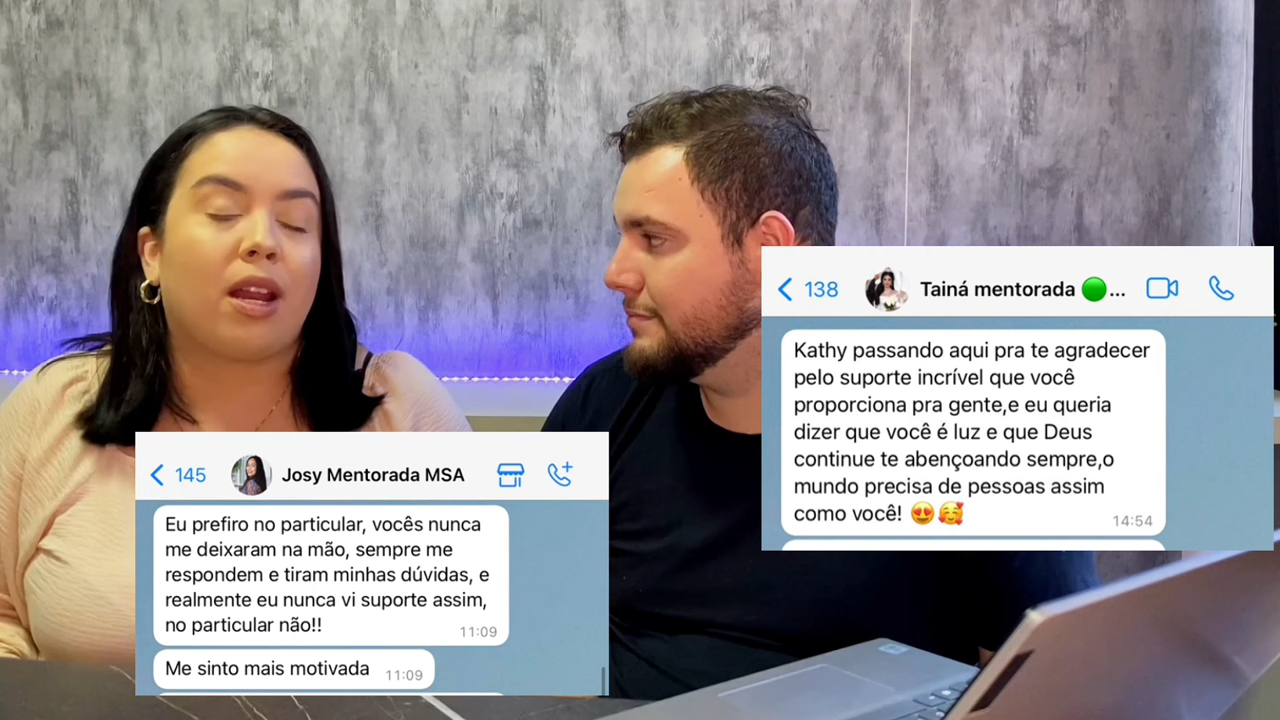 145
Josy Mentorada MSA
Eu prefiro no particular, vocês nunca
me deixaram na mão, sempre me
respondem e tiram minhas dúvidas, e
realmente eu nunca vi suporte assim,
no particular não!!
11:09
Me sinto mais motivada
11:09
138
Tainá mentorada 🟢...
Kathy passando aqui pra te agradecer
pelo suporte incrível que você
proporciona pra gente,e eu queria
dizer que você é luz e que Deus
continue te abençoando sempre,o
mundo precisa de pessoas assim
como você! 😍🥰
14:54